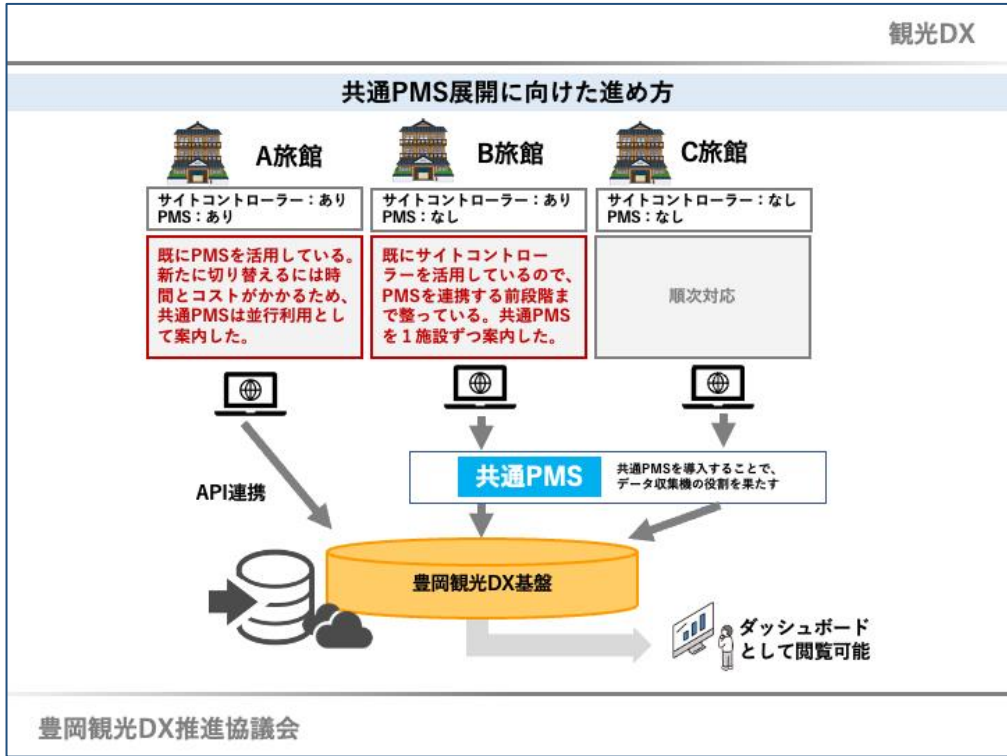 観光DX
共通PMS展開に向けた進め方
A旅館
サイトコントローラー：あり
PMS：あり
既にPMSを活用している。
新たに切り替えるには時
間とコストがかかるため、
共通PMSは並行利用とし
て案内した。
B旅館
サイトコントローラー：あり
PMS：なし
既にサイトコントロー
ラーを活用しているので、
PMSを連携する前段階ま
で整っている。共通PMS
を１施設ずつ案内した。
C旅館
サイトコントローラー：なし
PMS：なし
順次対応
API連携
共通PMS
共通PMSを導入することで、
データ収集機の役割を果たす
豊岡観光DX基盤
ダッシュボード
として閲覧可能
豊岡観光DX推進協議会